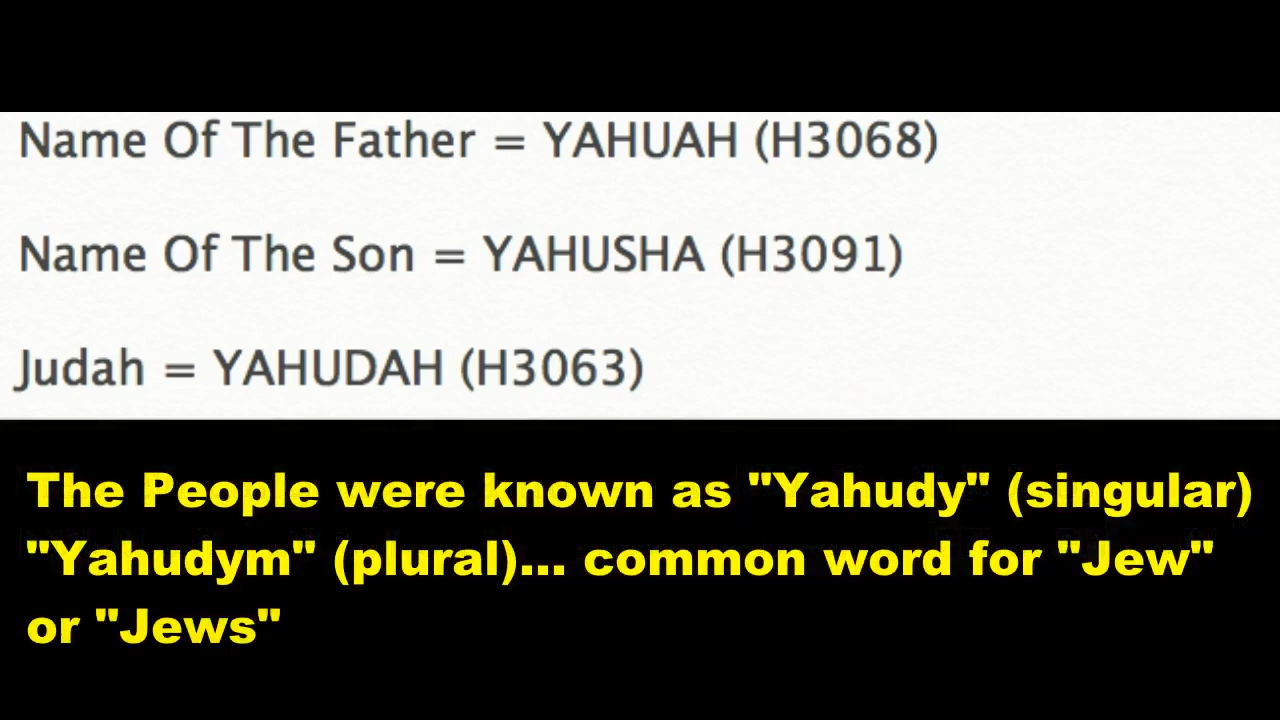 Name Of The Father = YAHUAH (H3068)
Name Of The Son = YAHUSHA (H3091)
Judah = YAHUDAH (H3063)
The People were known as "Yahudy" (singular)
"Yahudym" (plural)... common word for "Jew"
or "Jews"